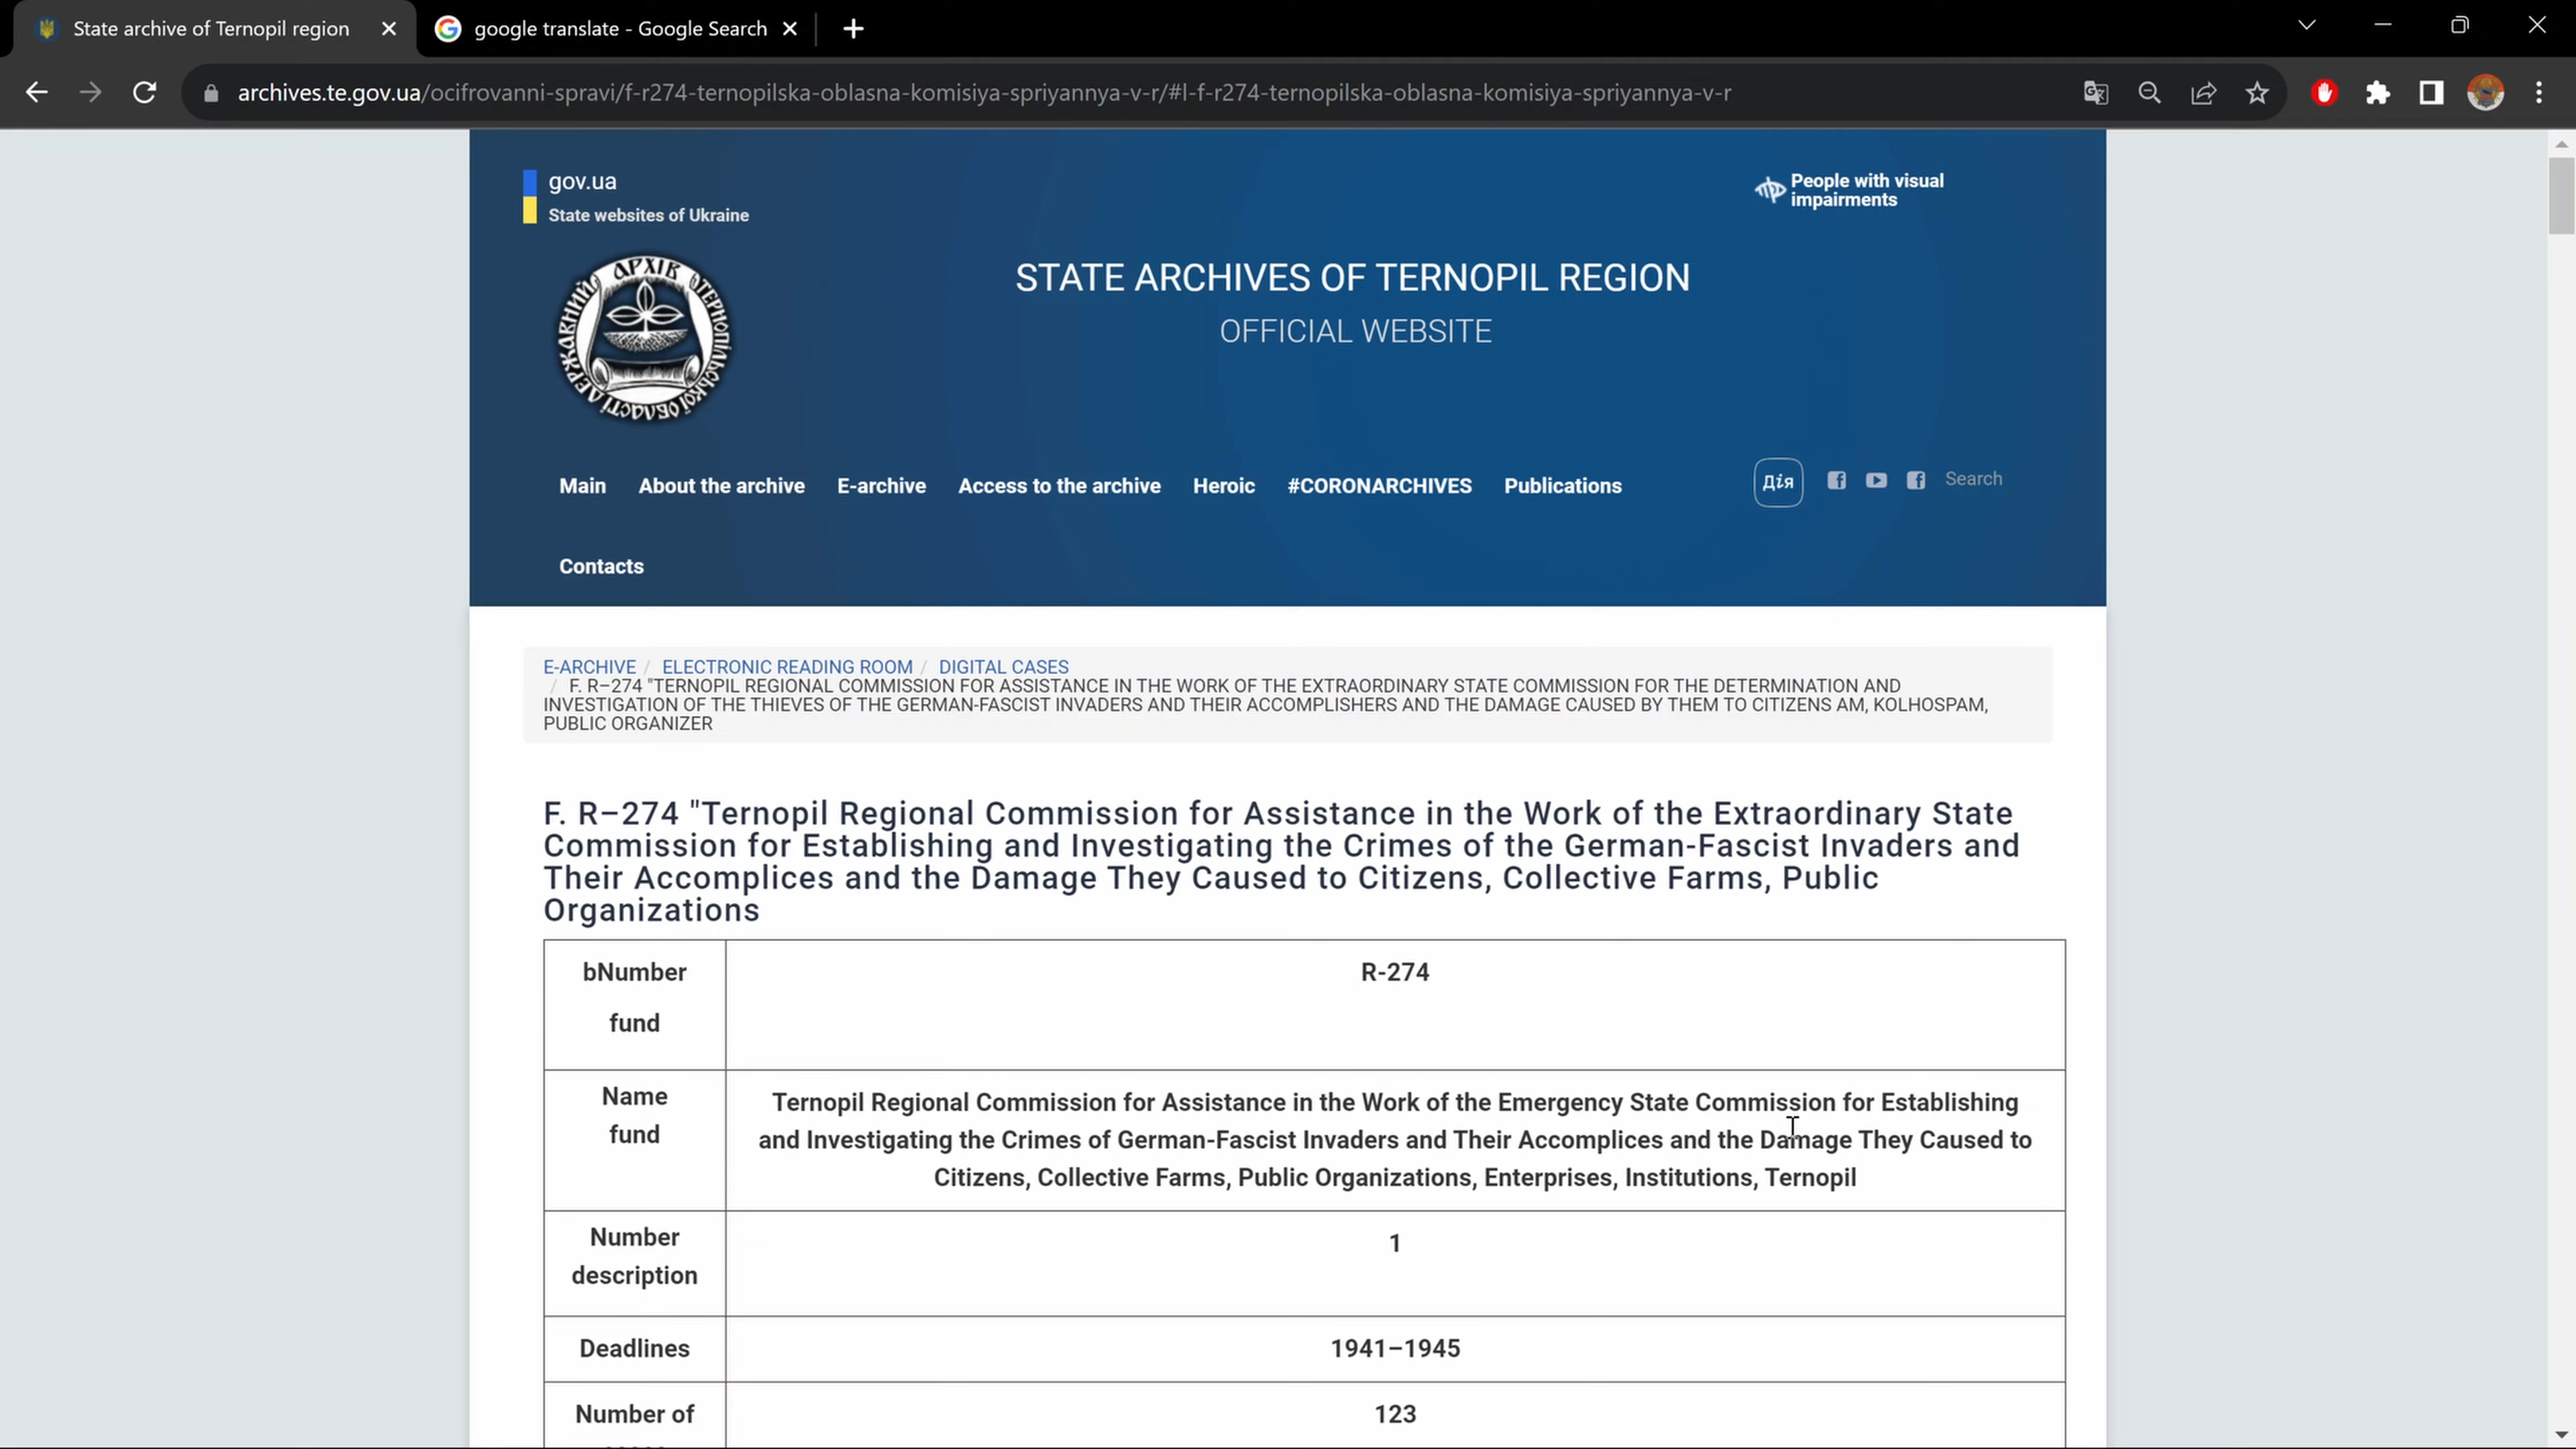 State archive of Ternopil region
google translate - Google Search
archives.te.gov.ua/ocifrovanni-spravi/f-r274-ternopilska-oblasna-komisiya-spriyannya-v-r/#l-f-r274-ternopilska-oblasna-komisiya-spriyannya-v-r
gov.ua
State websites of Ukraine
People with visual
impairments
ДЕРЖАВНИЙ АРХІВ ТЕРНОПІЛЬСЬКОЇ ОБЛАСТІ
STATE ARCHIVES OF TERNOPIL REGION
OFFICIAL WEBSITE
Main About the archive E-archive Access to the archive Heroic #CORONARCHIVES Publications
Дія
Search
Contacts
E-ARCHIVE / ELECTRONIC READING ROOM / DIGITAL CASES
/ F. R–274 "TERNOPIL REGIONAL COMMISSION FOR ASSISTANCE IN THE WORK OF THE EXTRAORDINARY STATE COMMISSION FOR THE DETERMINATION AND
INVESTIGATION OF THE THIEVES OF THE GERMAN-FASCIST INVADERS AND THEIR ACCOMPLISHERS AND THE DAMAGE CAUSED BY THEM TO CITIZENS AM, KOLHOSPAM,
PUBLIC ORGANIZER
F. R–274 "Ternopil Regional Commission for Assistance in the Work of the Extraordinary State
Commission for Establishing and Investigating the Crimes of the German-Fascist Invaders and
Their Accomplices and the Damage They Caused to Citizens, Collective Farms, Public
Organizations
bNumber
fund
R-274
Name
fund
Ternopil Regional Commission for Assistance in the Work of the Emergency State Commission for Establishing
and Investigating the Crimes of German-Fascist Invaders and Their Accomplices and the Damage They Caused to
Citizens, Collective Farms, Public Organizations, Enterprises, Institutions, Ternopil
Number
description
1
Deadlines
1941–1945
Number of
123